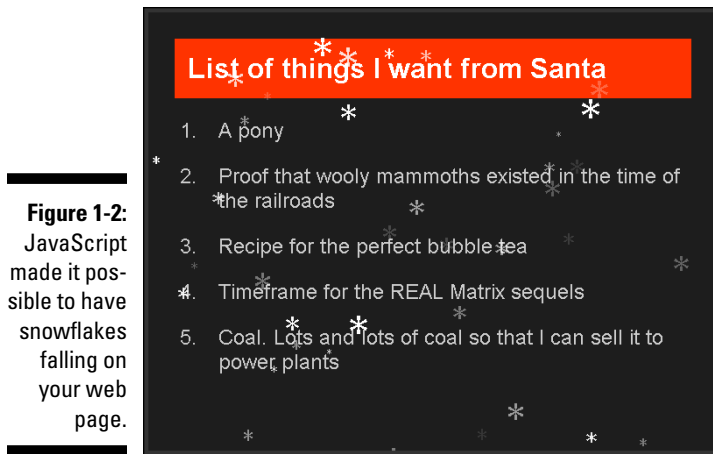 List of things I want from Santa
1. A pony
2. Proof that wooly mammoths existed in the time of
the railroads
3. Recipe for the perfect bubble tea
4. Timeframe for the REAL Matrix sequels
5. Coal. Lots and lots of coal so that I can sell it to
power plants
Figure 1-2:
JavaScript
made it pos-
sible to have
snowflakes
falling on
your web
page.